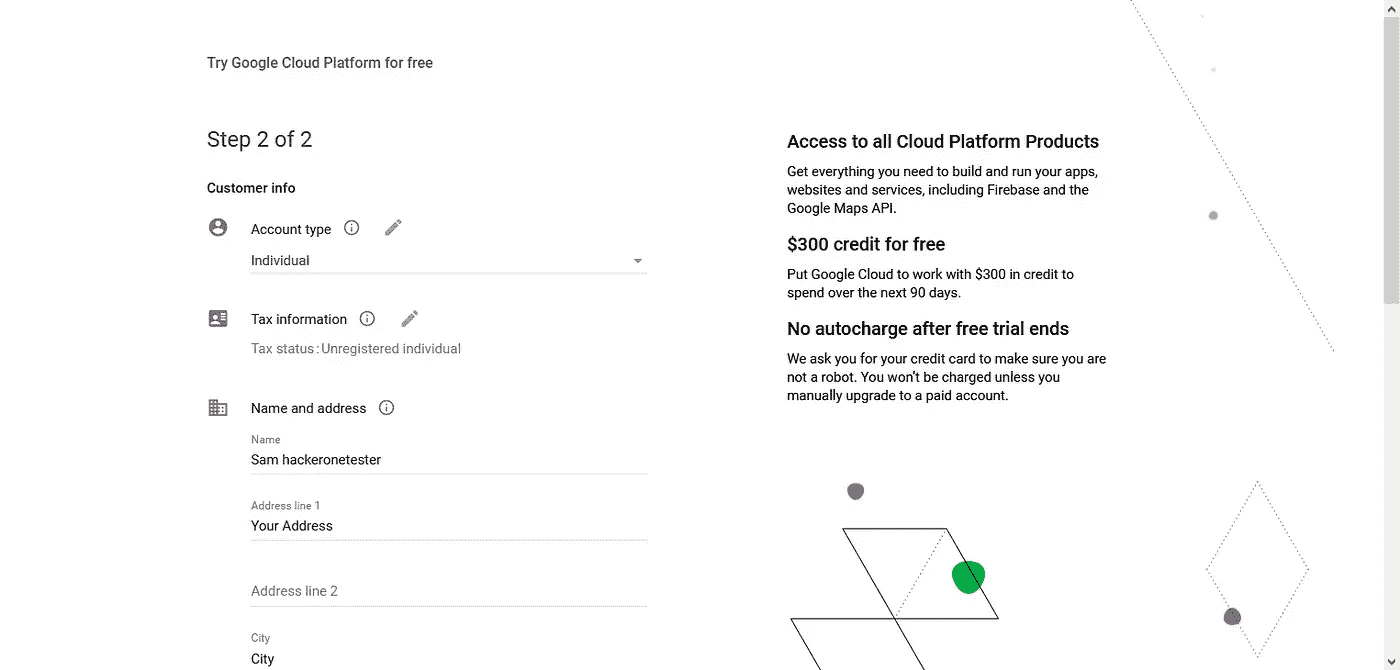 Try Google Cloud Platform for free
Step 2 of 2
Customer info
Account type
Individual
Tax information
Tax status: Unregistered individual
Name and address
Name
Sam hackeronetester
Address line 1
Your Address
Address line 2
City
City
Access to all Cloud Platform Products
Get everything you need to build and run your apps,
websites and services, including Firebase and the
Google Maps API.
$300 credit for free
Put Google Cloud to work with $300 in credit to
spend over the next 90 days.
No autocharge after free trial ends
We ask you for your credit card to make sure you are
not a robot. You won't be charged unless you
manually upgrade to a paid account.